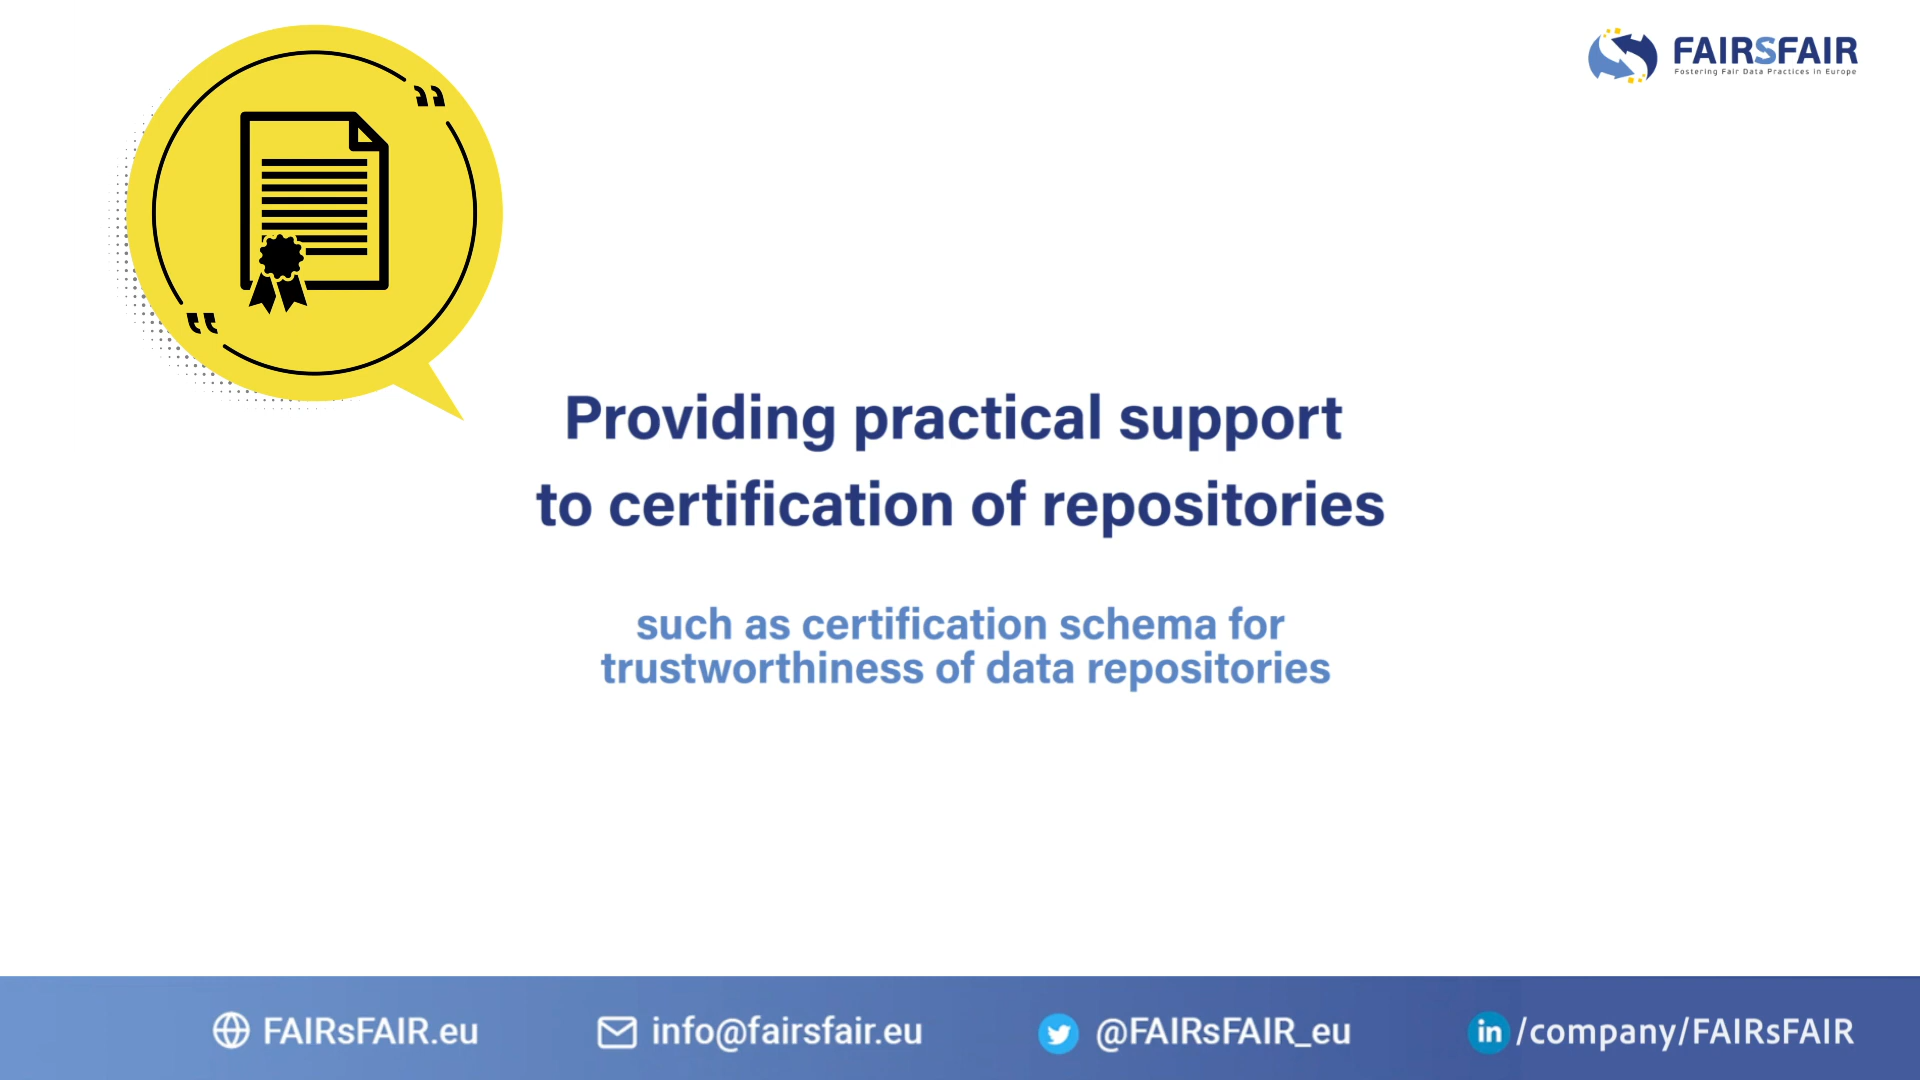 FAIRSFAIR
Fostering Fair Data Practices in Europe
Providing practical support
to certification of repositories
such as certification schema for
trustworthiness of data repositories
FAIRsFAIR.eu
info@fairsfair.eu
@FAIRsFAIR_eu
in /company/FAIRsFAIR